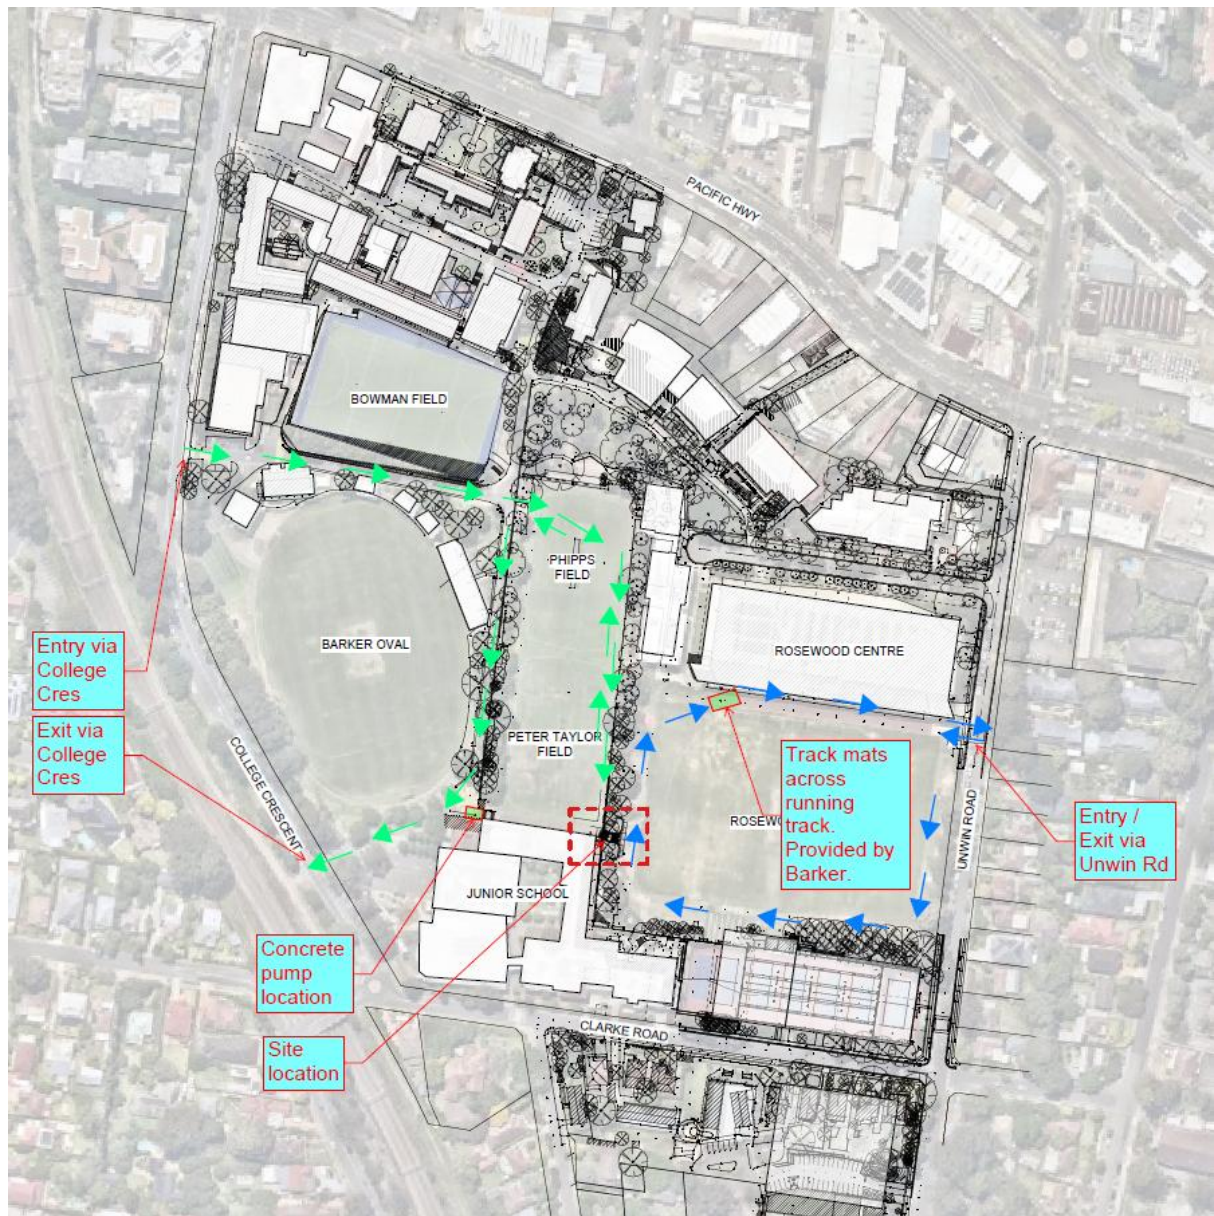 PACIFIC HWY
BOWMAN FIELD
PHIPPS
FIELD
BARKER OVAL
ROSEWOOD CENTRE
Entry via
College
Cres
Exit via
College
Cres
PETER TAYLOR
FIELD
COLLEGE CRESCENT
Track mats
across
running
track.
Provided by
Barker.
ROSEWO
UNWIN ROAD
Entry /
Exit via
Unwin Rd
JUNIOR SCHOOL
Concrete
pump
location
Site
location
CLARKE ROAD